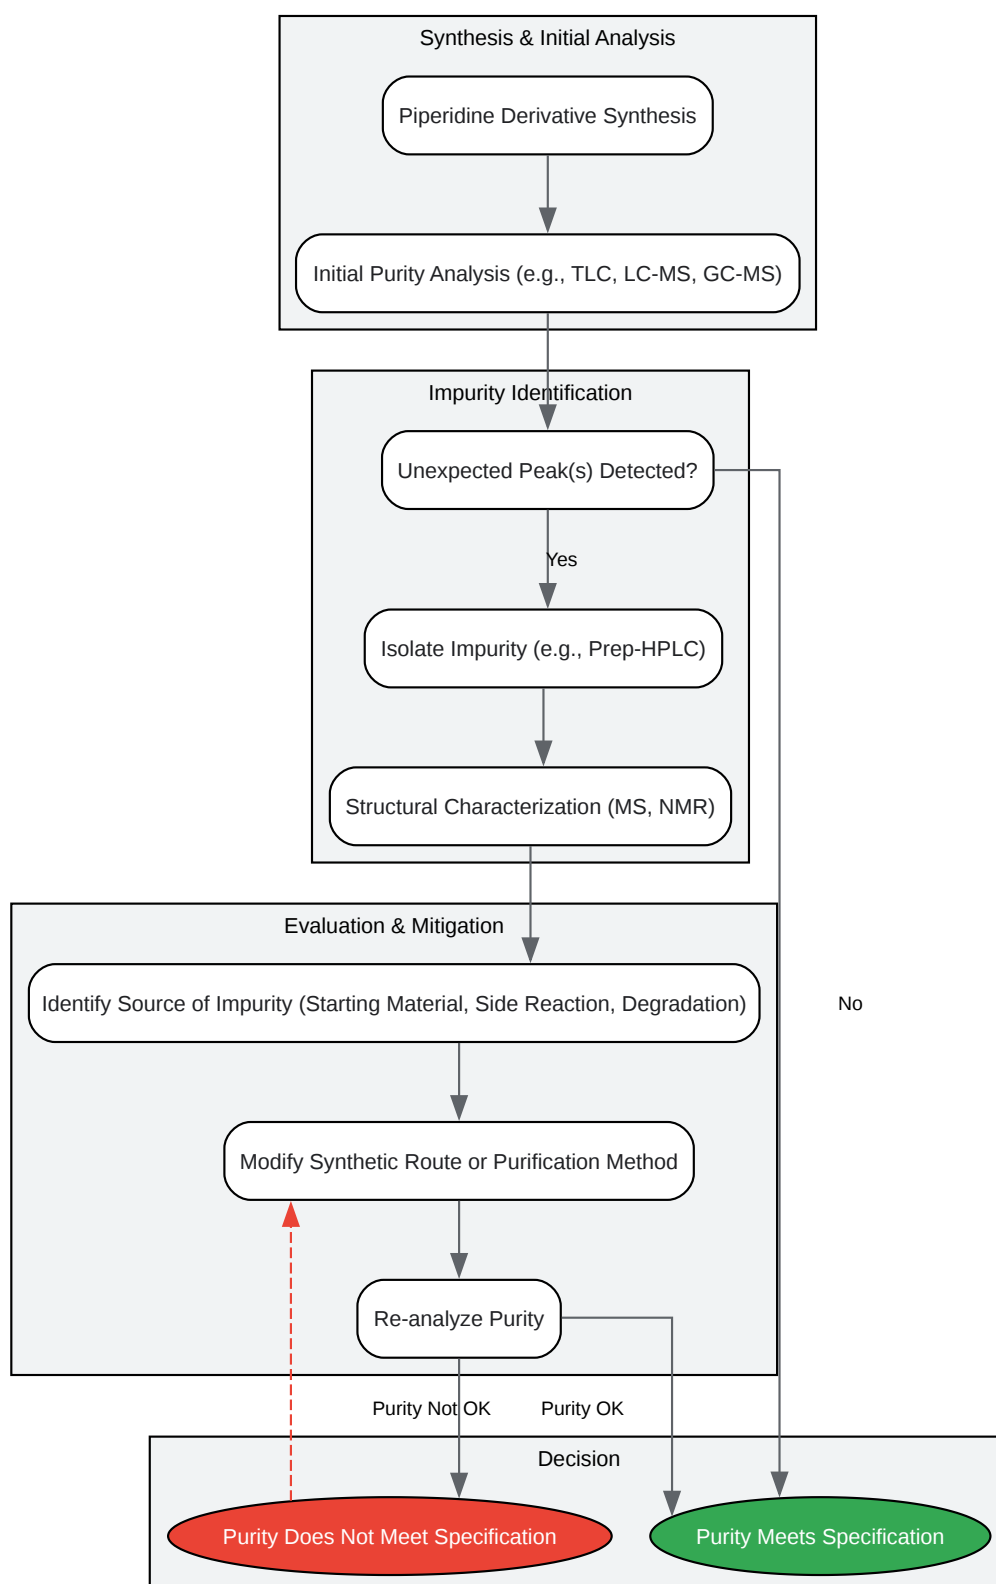 Synthesis & Initial Analysis
Piperidine Derivative Synthesis
Initial Purity Analysis (e.g., TLC, LC-MS, GC-MS)
Impurity Identification
Unexpected Peak(s) Detected?
Yes
Isolate Impurity (e.g., Prep-HPLC)
Structural Characterization (MS, NMR)
Evaluation & Mitigation
Identify Source of Impurity (Starting Material, Side Reaction, Degradation)
No
Modify Synthetic Route or Purification Method
Re-analyze Purity
Purity Not OK
Purity OK
Decision
Purity Does Not Meet Specification
Purity Meets Specification